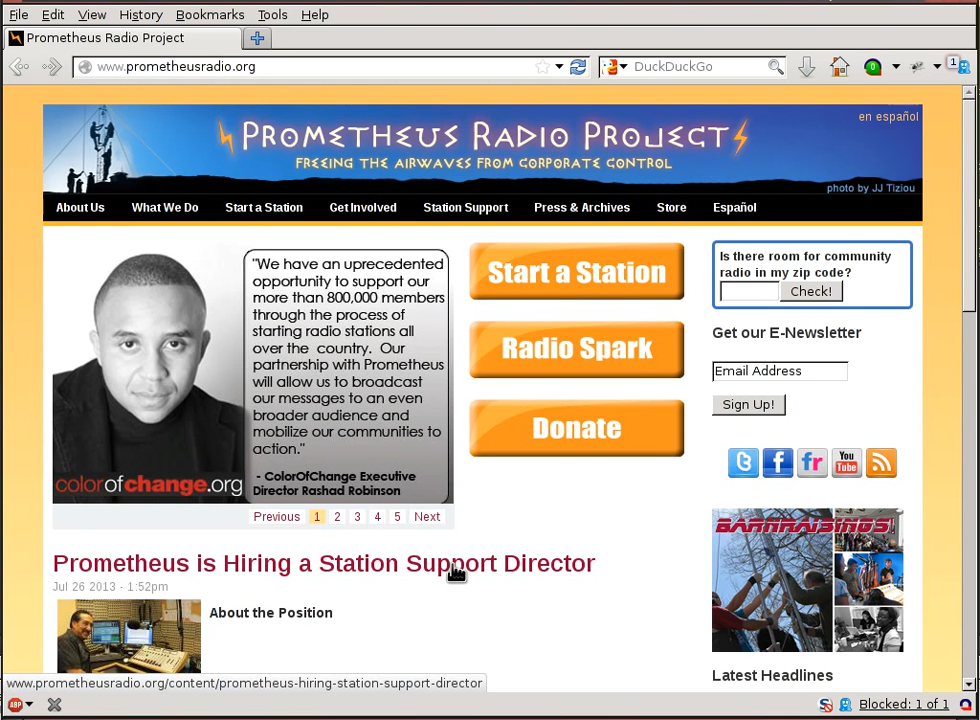 File Edit View History Bookmarks Tools Help
Prometheus Radio Project
www.prometheusradio.org
DuckDuckGo
0
1
en español
PROMETHEUS RADIO PROJECT
FREEING THE AIRWAVES FROM CORPORATE CONTROL
photo by JJ Tiziou
About Us What We Do Start a Station Get Involved Station Support Press & Archives Store Español
"We have an uprecedented
opportunity to support our
more than 800,000 members
through the process of
starting radio stations all
over the country. Our
partnership with Prometheus
will allow us to broadcast
our messages to an even
broader audience and
mobilize our communities to
action."
- ColorOfChange Executive
Director Rashad Robinson
colorofchange.org
Previous 1 2 3 4 5 Next
Start a Station
Radio Spark
Donate
Is there room for community
radio in my zip code?
Check!
Get our E-Newsletter
Email Address
Sign Up!
t f fr You Tube
BARNRAISINGS
Prometheus is Hiring a Station Support Director
Jul 26 2013 - 1:52pm
About the Position
Latest Headlines
www.prometheusradio.org/content/prometheus-hiring-station-support-director
ABP
Blocked: 1 of 1